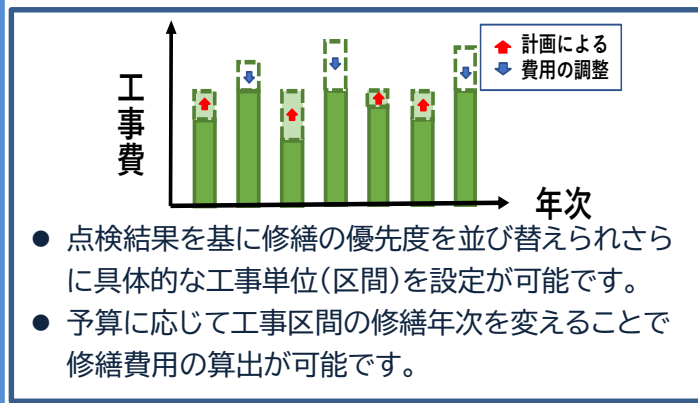 計画による
費用の調整
工事費
年次
● 点検結果を基に修繕の優先度を並び替えられさら
に具体的な工事単位(区間)を設定が可能です。
● 予算に応じて工事区間の修繕年次を変えることで
修繕費用の算出が可能です。